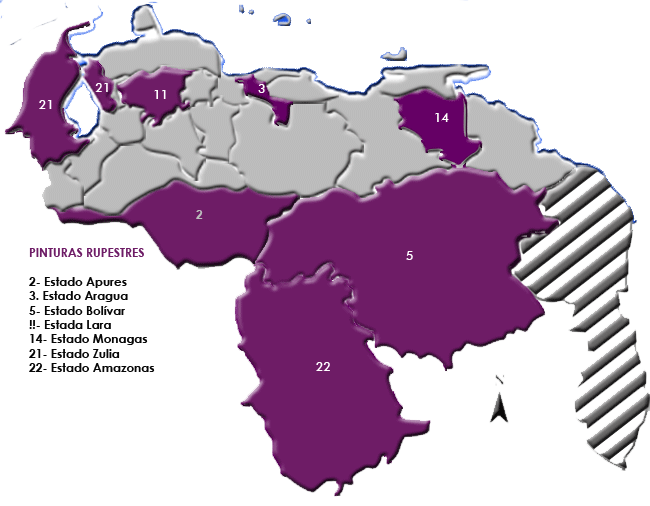 21
21
11
3
14
2
5
22
PINTURAS RUPESTRES
2- Estado Apures
3. Estado Aragua
5- Estado Bolívar
!!- Estada Lara
14- Estado Monagas
21- Estado Zulia
22- Estado Amazonas